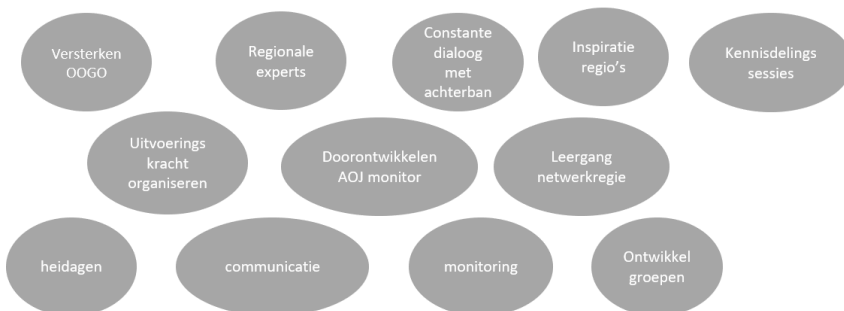 Versterken
OOGO
Regionale
experts
Constante
dialoog
met
achterban
Inspiratie
regio's
Kennisdelings
sessies
Uitvoerings
kracht
organiseren
Doorontwikkelen
AOJ monitor
Leergang
netwerkregie
heidagen
communicatie
monitoring
Ontwikkel
groepen